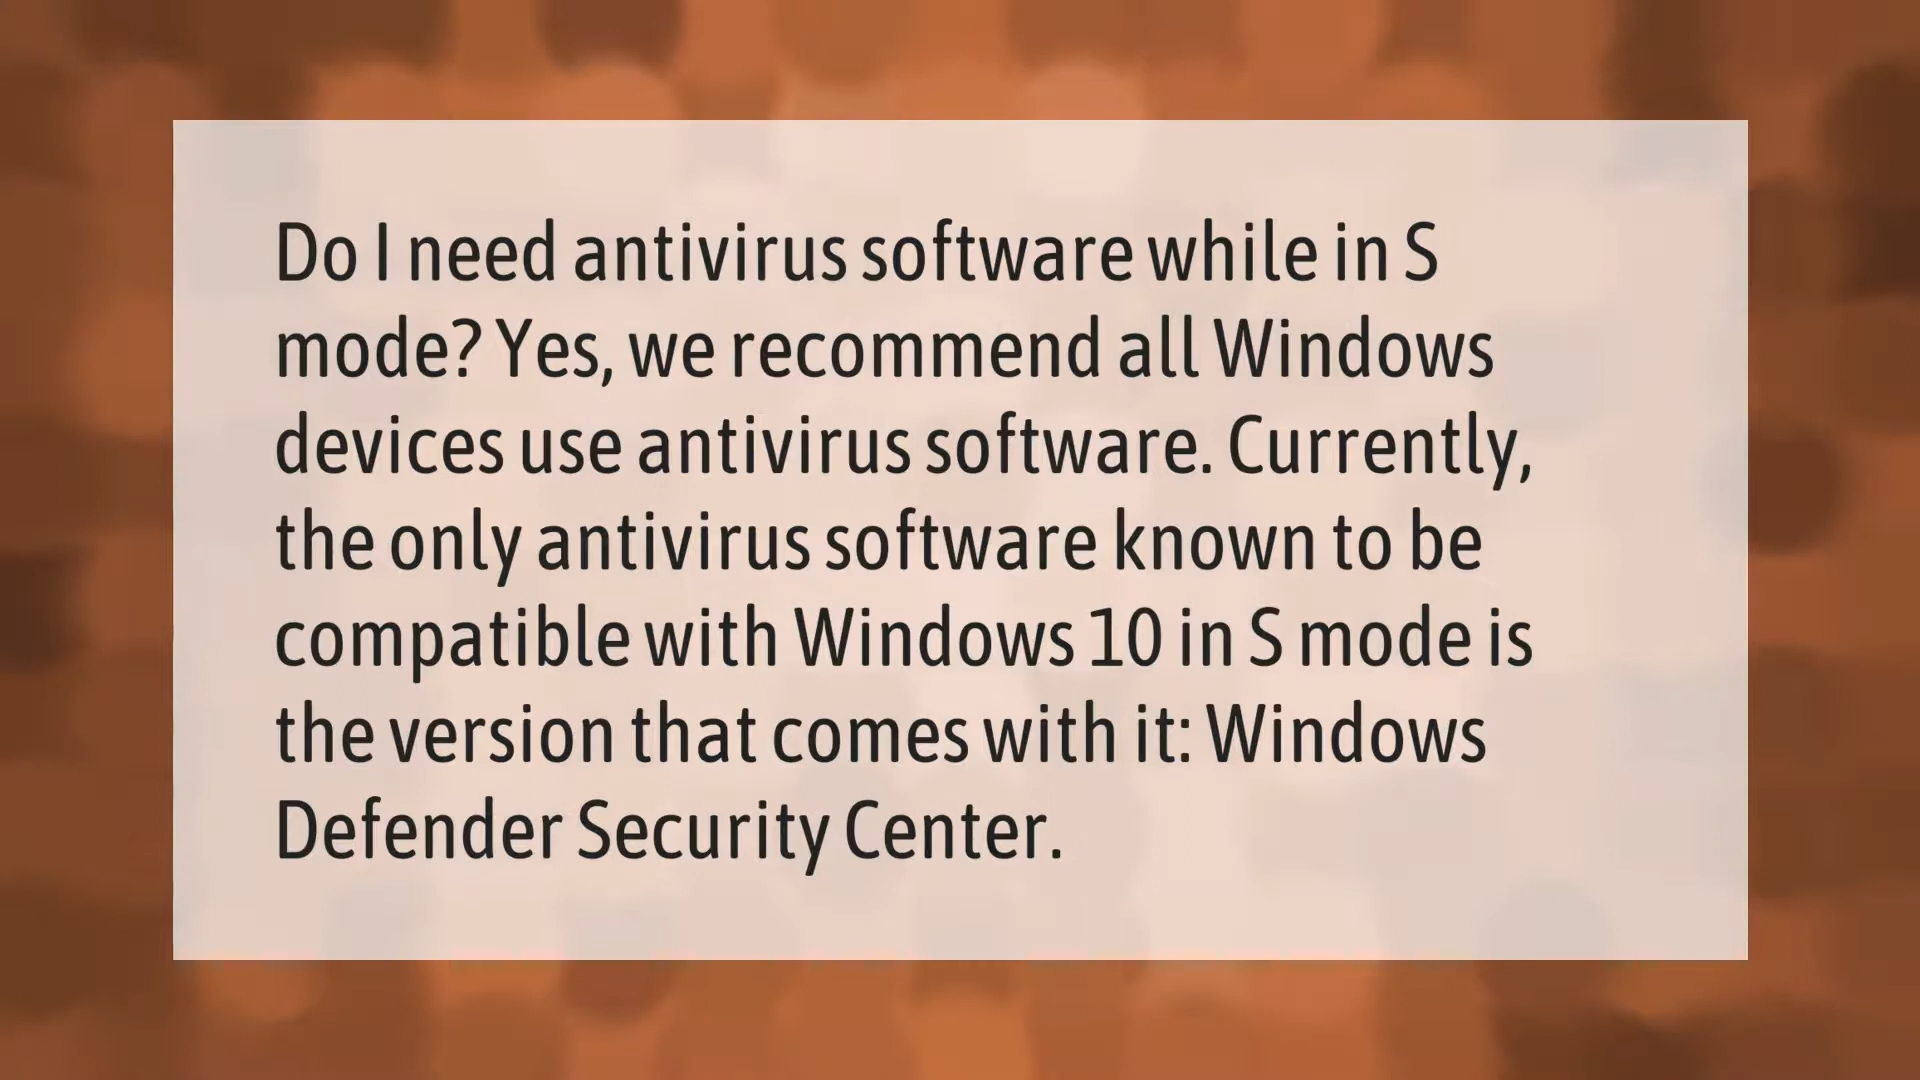 Do I need antivirus software while in S
mode? Yes, we recommend all Windows
devices use antivirus software. Currently,
the only antivirus software known to be
compatible with Windows 10 in S mode is
the version that comes with it: Windows
Defender Security Center.